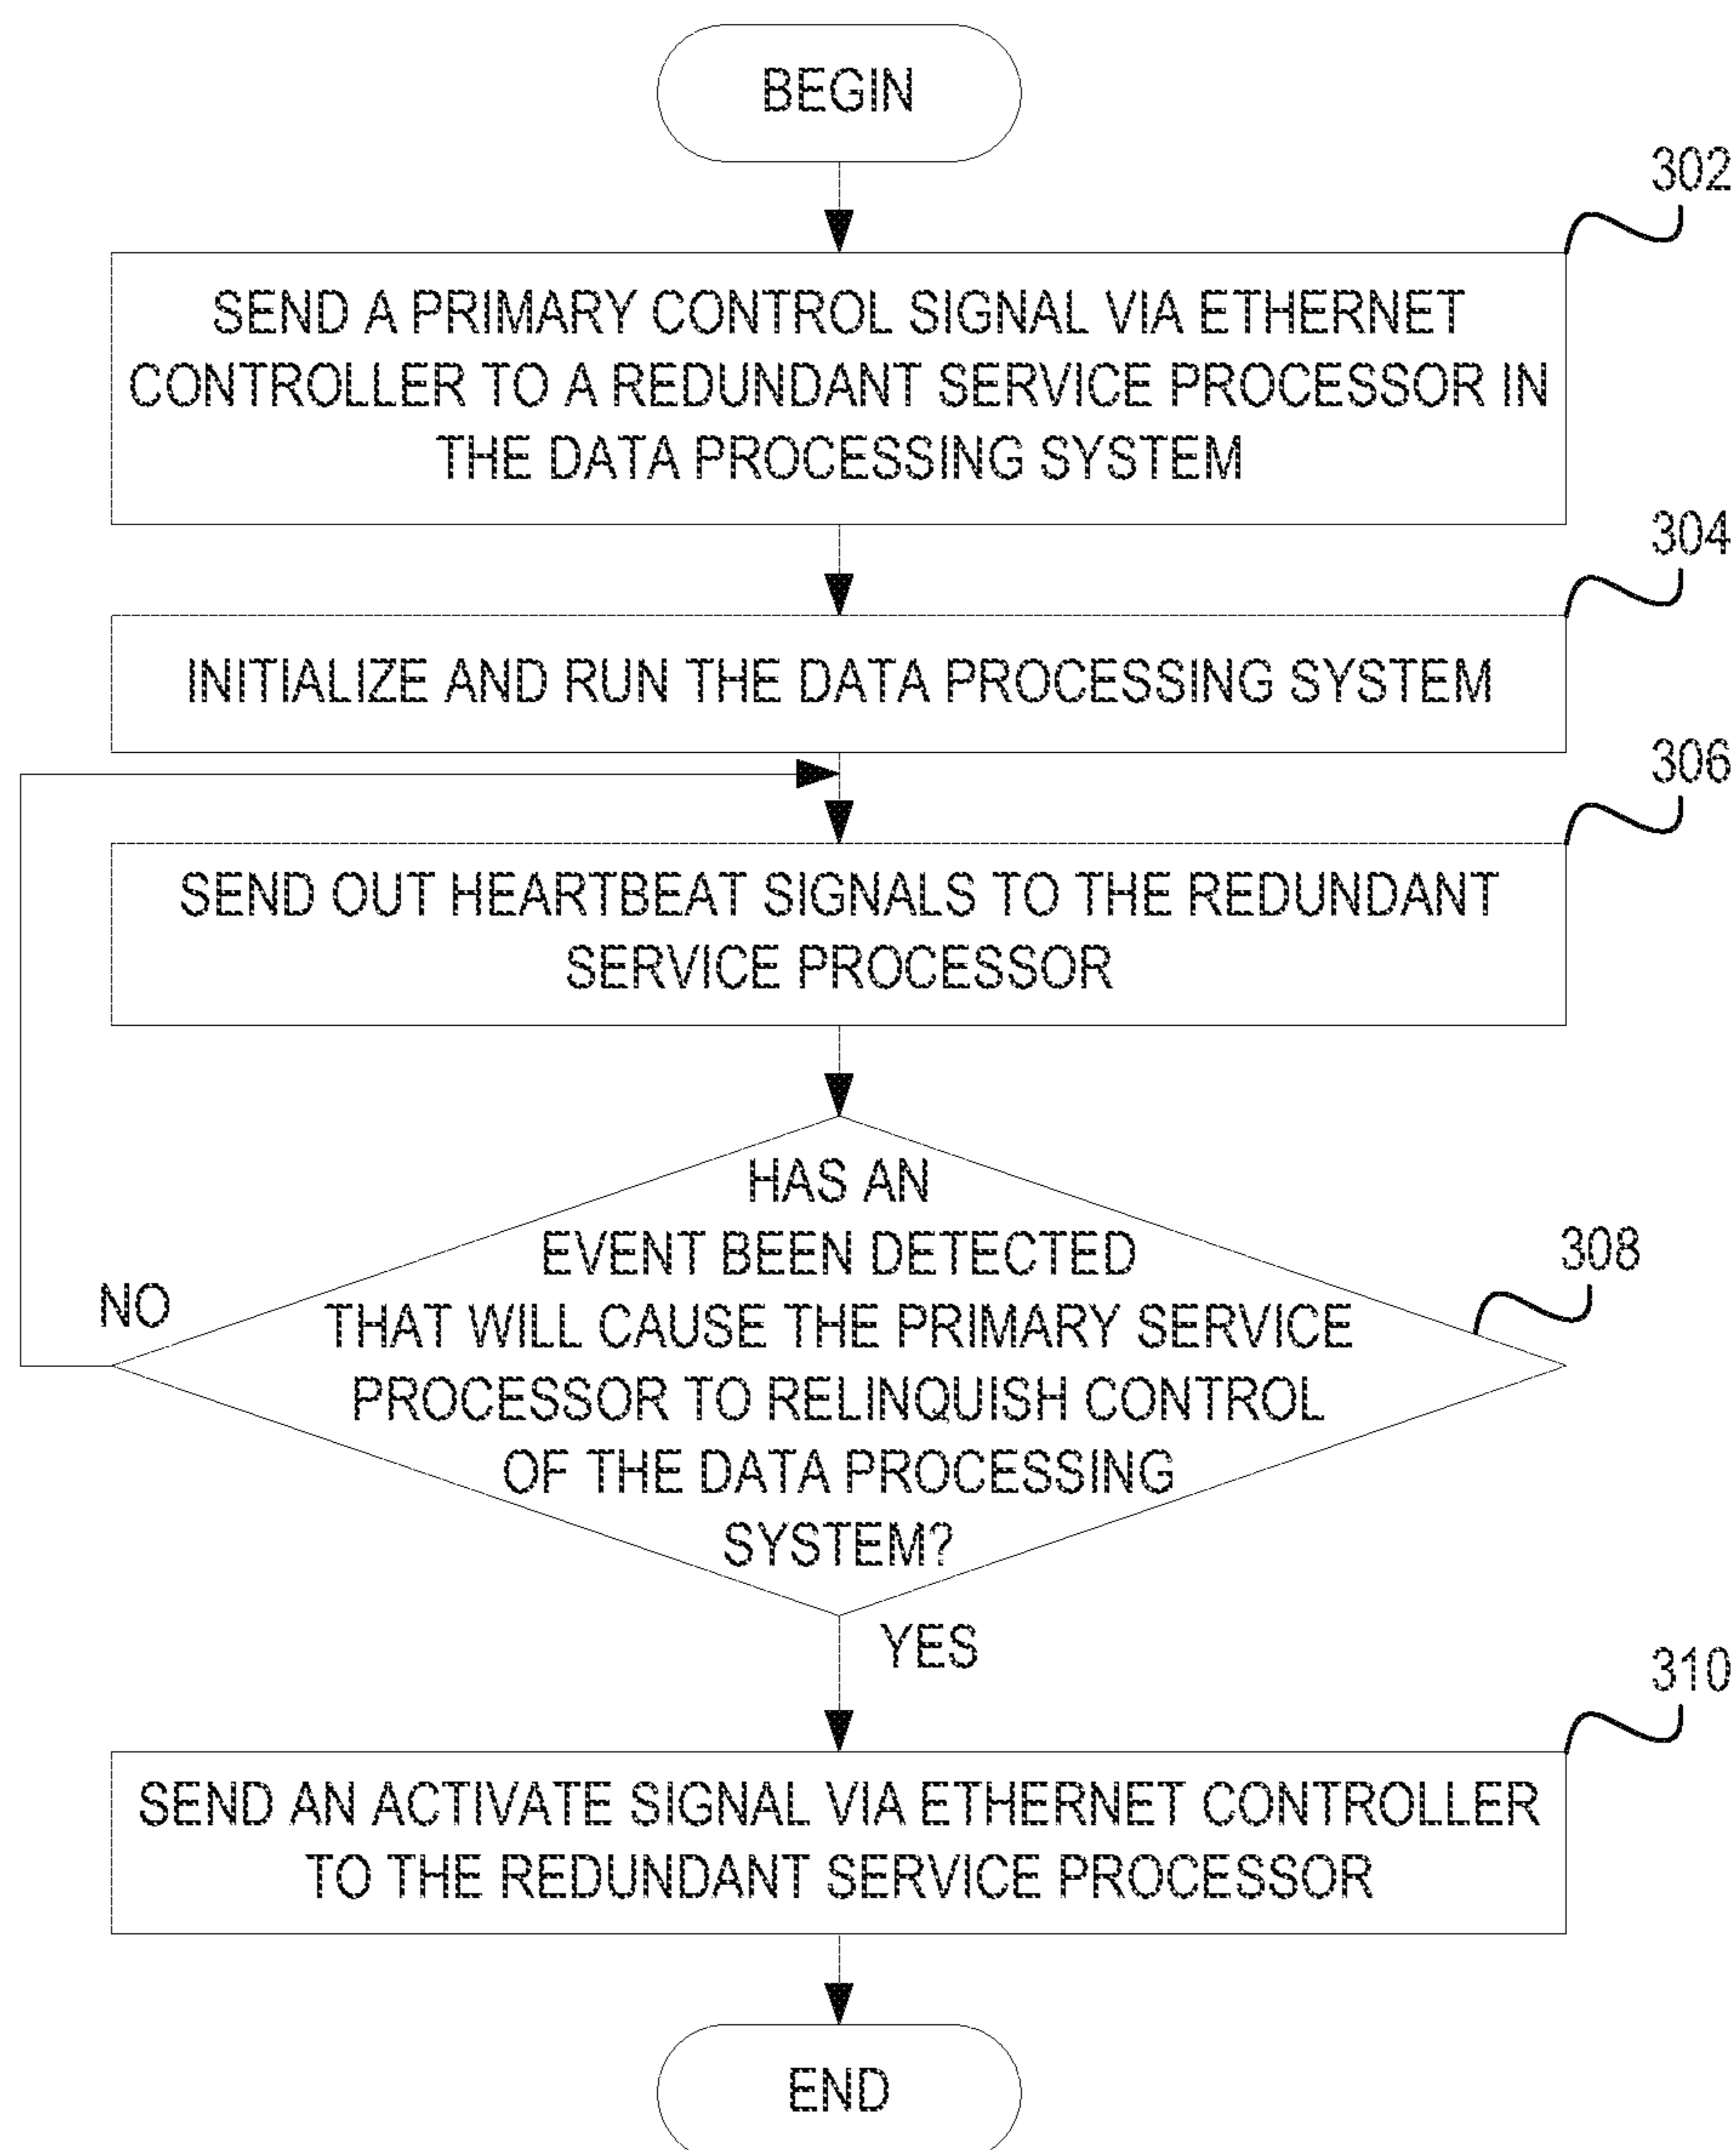 BEGIN
302
SEND A PRIMARY CONTROL SIGNAL VIA ETHERNET
CONTROLLER TO A REDUNDANT SERVICE PROCESSOR IN
THE DATA PROCESSING SYSTEM
304
INITIALIZE AND RUN THE DATA PROCESSING SYSTEM
306
SEND OUT HEARTBEAT SIGNALS TO THE REDUNDANT
SERVICE PROCESSOR
HAS AN
EVENT BEEN DETECTED
THAT WILL CAUSE THE PRIMARY SERVICE
PROCESSOR TO RELINQUISH CONTROL
OF THE DATA PROCESSING
SYSTEM?
308
NO
YES
310
SEND AN ACTIVATE SIGNAL VIA ETHERNET CONTROLLER
TO THE REDUNDANT SERVICE PROCESSOR
END